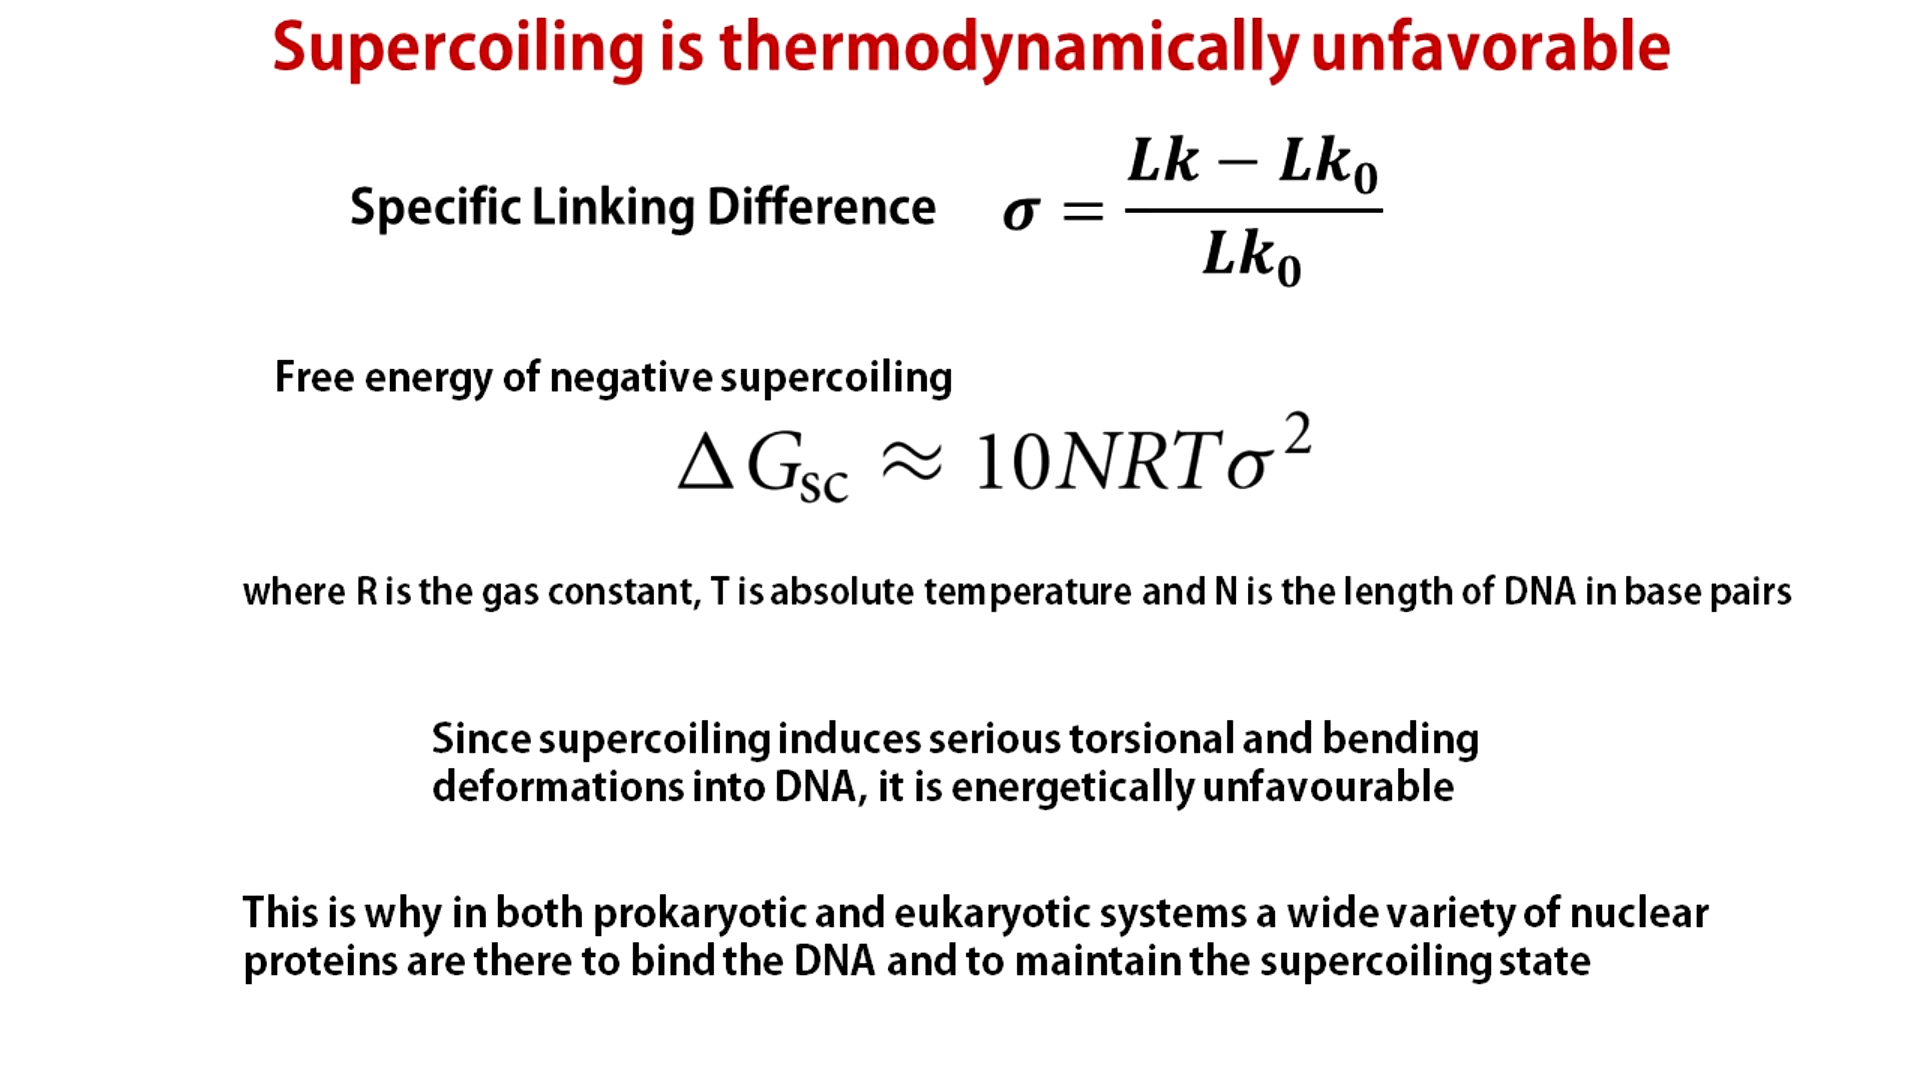 Supercoiling is thermodynamically unfavorable
Specific Linking Difference σ = (Lk − Lk₀) / Lk₀
Free energy of negative supercoiling
ΔG_SC ≈ 10NRTσ²
where R is the gas constant, T is absolute temperature and N is the length of DNA in base pairs
Since supercoiling induces serious torsional and bending
deformations into DNA, it is energetically unfavourable
This is why in both prokaryotic and eukaryotic systems a wide variety of nuclear
proteins are there to bind the DNA and to maintain the supercoiling state